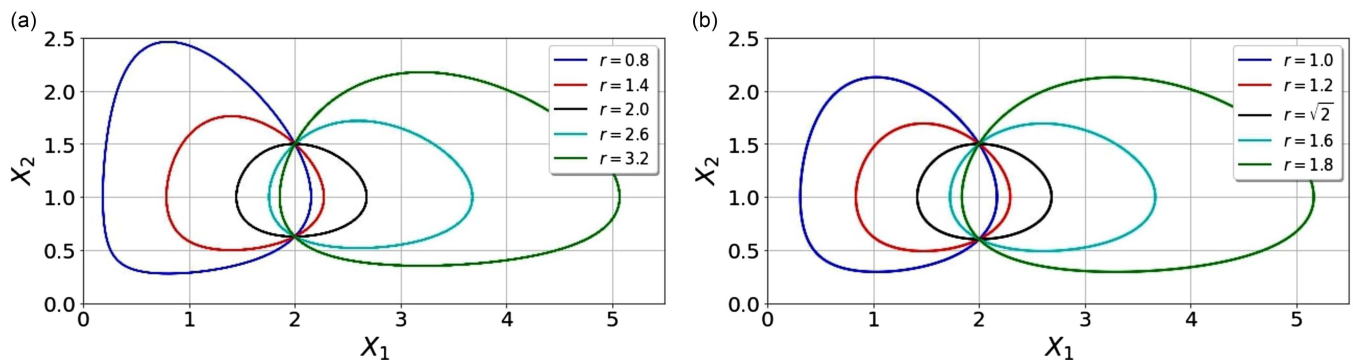 (a)
2.5
2.0
1.5
1.0
0.5
0.0
X₂
0 1 2 3 4 5
X₁
r = 0.8
r = 1.4
r = 2.0
r = 2.6
r = 3.2
(b)
2.5
2.0
1.5
1.0
0.5
0.0
X₂
0 1 2 3 4 5
X₁
r = 1.0
r = 1.2
r = √2
r = 1.6
r = 1.8